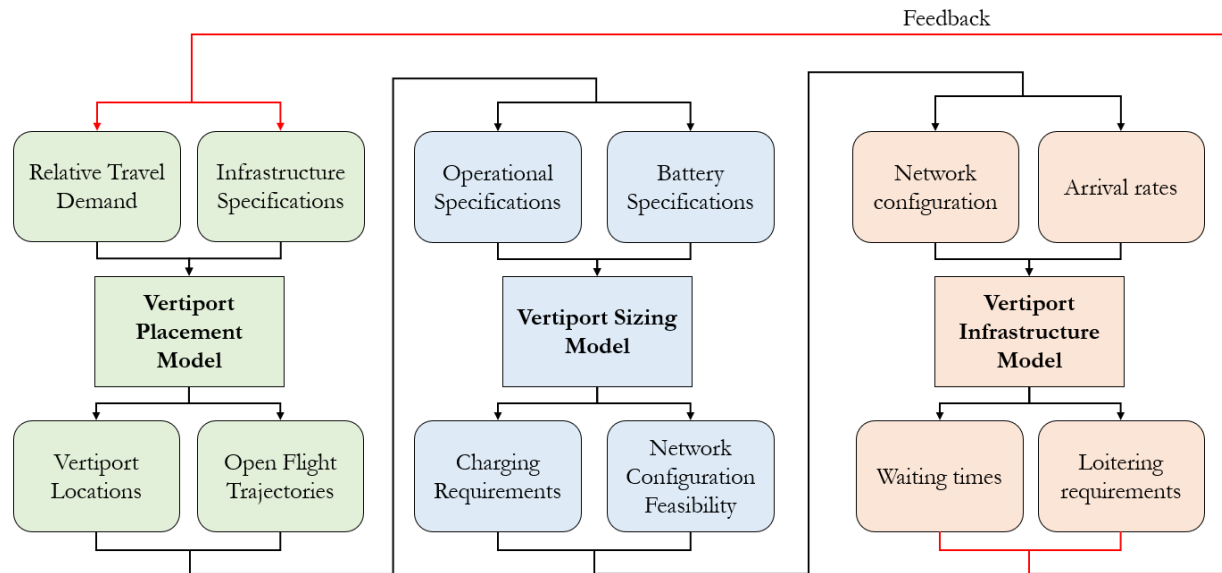 Feedback
Relative Travel
Demand
Infrastructure
Specifications
Vertiport
Placement
Model
Vertiport
Locations
Open Flight
Trajectories
Operational
Specifications
Battery
Specifications
Vertiport Sizing
Model
Charging
Requirements
Network
Configuration
Feasibility
Network
configuration
Arrival rates
Vertiport
Infrastructure
Model
Waiting times
Loitering
requirements